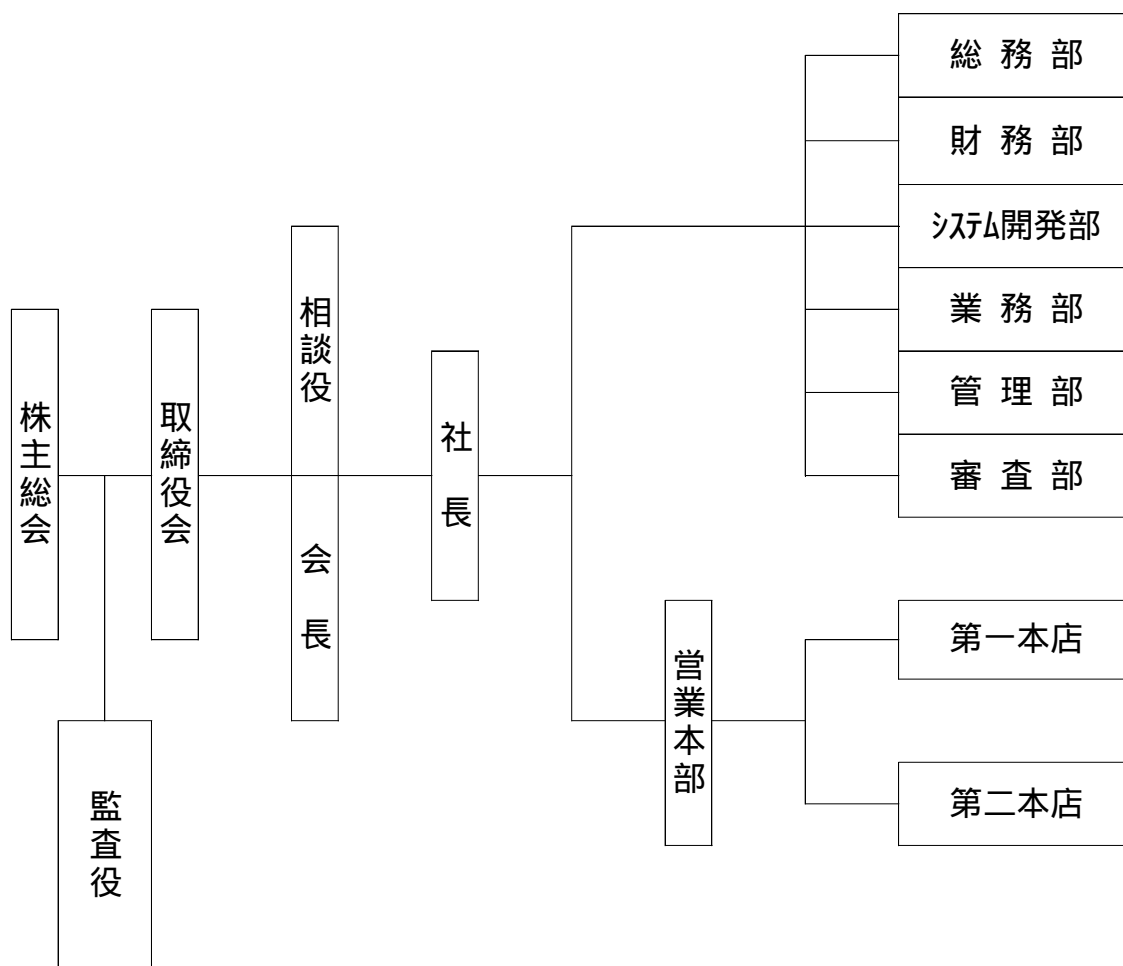 株主総会
監査役
取締役会
相談役
会長
社長
営業本部
総務部
財務部
ｼｽﾃﾑ開発部
業務部
管理部
審査部
第一本店
第二本店